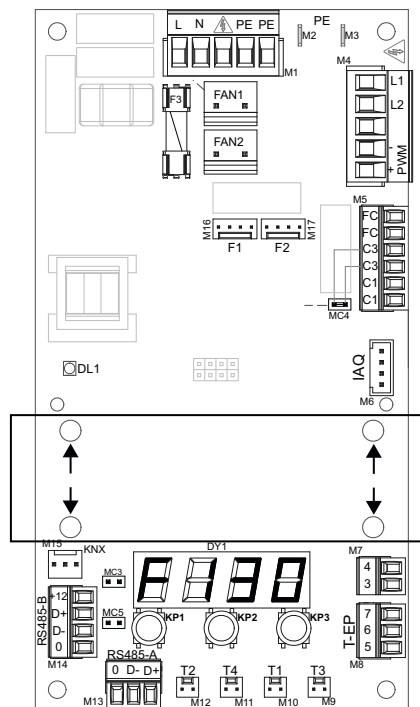 L N PE PE
PE
M2 M3
M1
M4
L1
L2
-
+
PWM
F3
FAN1
FAN2
M5
FC
FC
C3
C3
C1
C1
M16
F1
F2
M17
MC4
DL1
IAQ
M6
M15
KNX
DY1
F130
MC3
MC5
KP1
KP2
KP3
RS485-B
+12
D+
D-
0
M14
M7
4
3
T-EP
7
6
5
M8
RS485-A
0 D- D+
M13
T2 T4 T1 T3
M12 M11 M10 M9